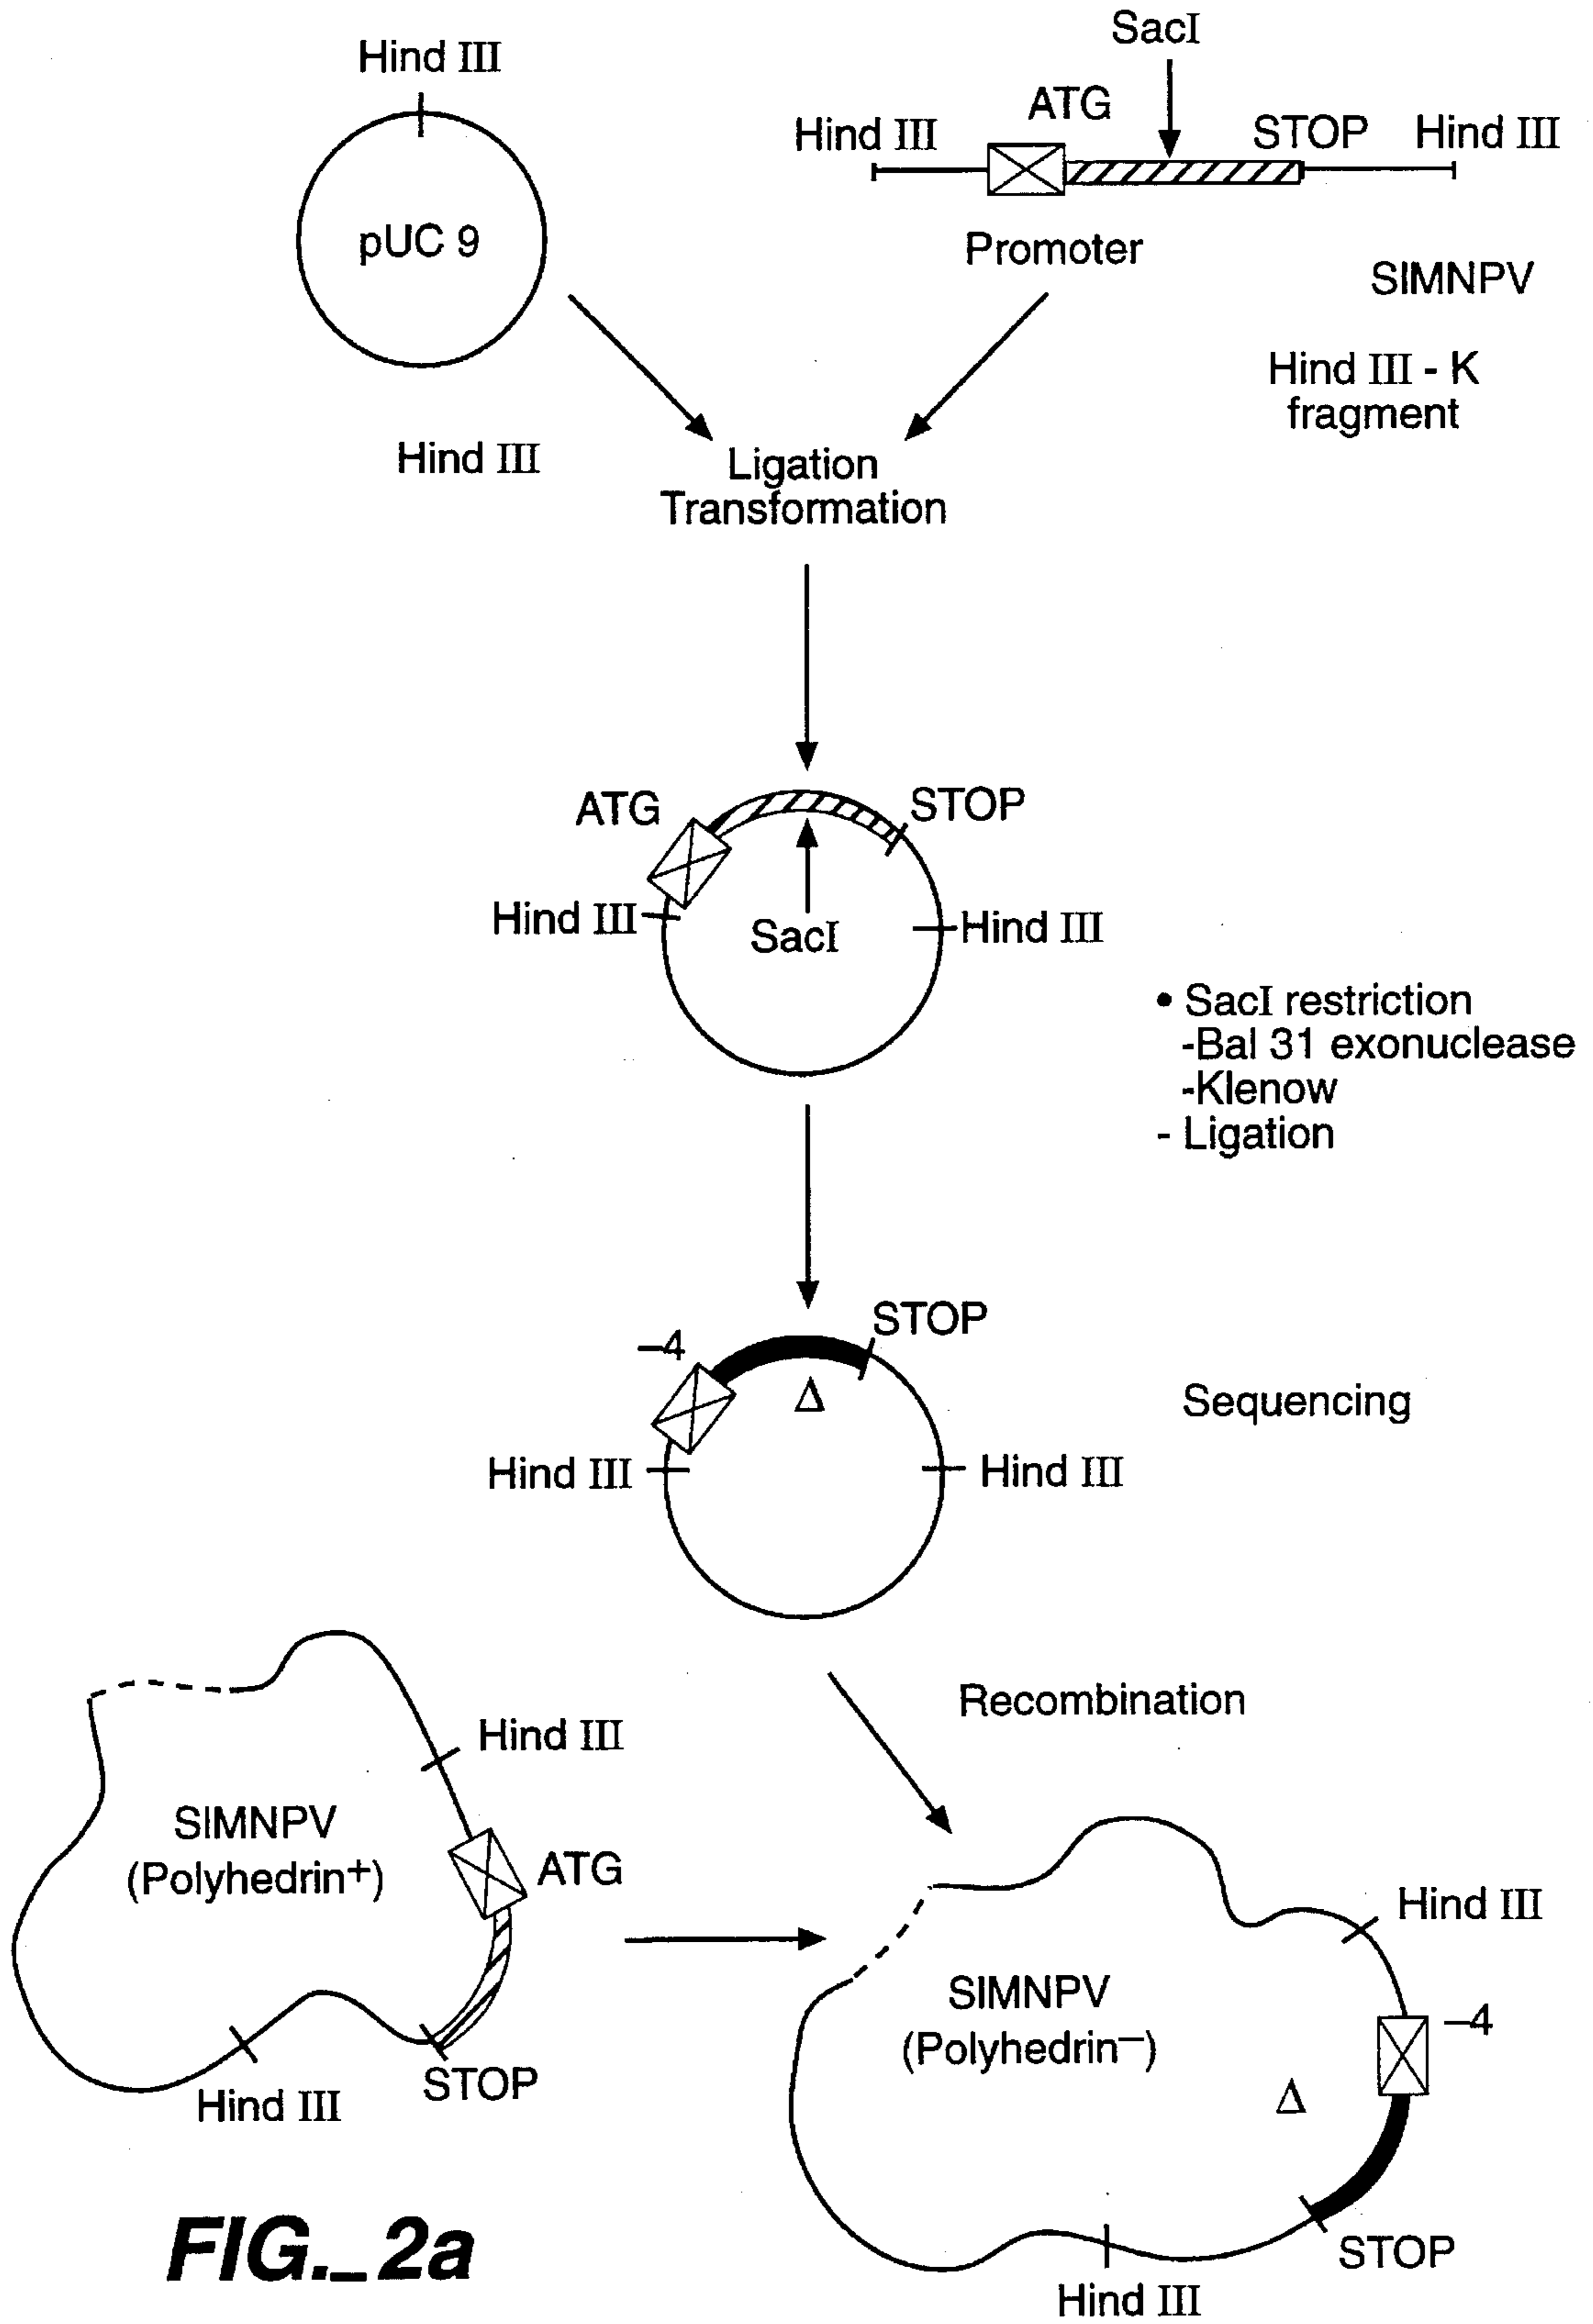 Hind III
pUC 9
SacI
ATG
Hind III
STOP
Hind III
Promoter
SlMNPV
Hind III - K
fragment
Hind III
Ligation
Transformation
ATG
STOP
Hind III
SacI
Hind III
• SacI restriction
-Bal 31 exonuclease
-Klenow
- Ligation
–4
STOP
Δ
Sequencing
Hind III
Hind III
Recombination
Hind III
SlMNPV
(Polyhedrin+)
ATG
STOP
Hind III
Hind III
SlMNPV
(Polyhedrin–)
–4
Δ
STOP
Hind III
FIG._2a